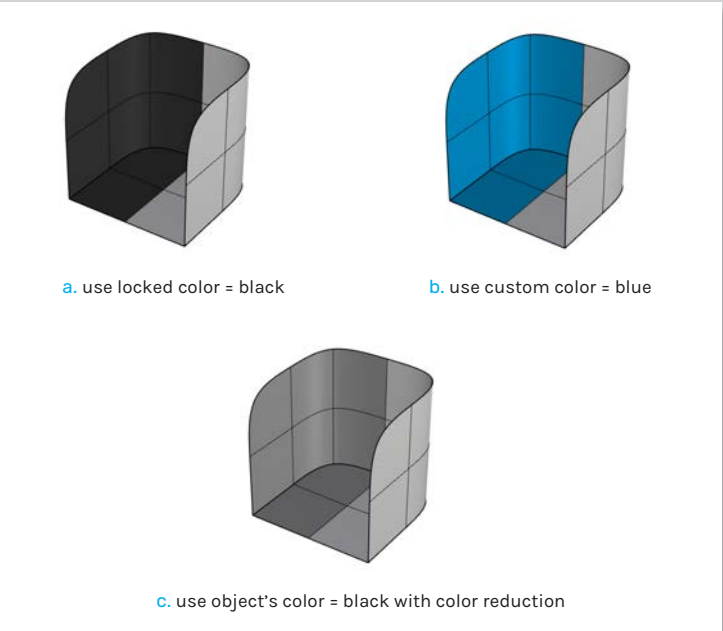 a. use locked color = black
b. use custom color = blue
c. use object’s color = black with color reduction